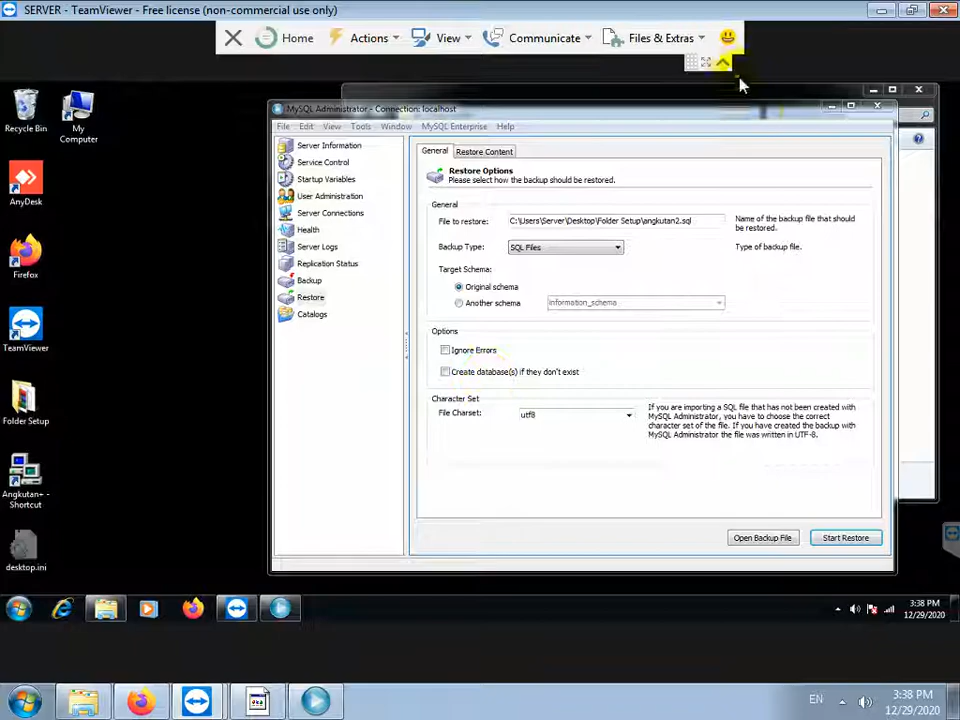 SERVER - TeamViewer - Free license (non-commercial use only)
Home
Actions
View
Communicate
Files & Extras
Recycle Bin
My Computer
AnyDesk
Firefox
TeamViewer
Folder Setup
Angkutan+ - Shortcut
desktop.ini
MySQL Administrator - Connection: localhost
File Edit View Tools Window MySQL Enterprise Help
Server Information
Service Control
Startup Variables
User Administration
Server Connections
Health
Server Logs
Replication Status
Backup
Restore
Catalogs
General Restore Content
Restore Options
Please select how the backup should be restored.
General
File to restore: C:\Users\Server\Desktop\Folder Setup\angkutan2.sql
Name of the backup file that should be restored.
Backup Type: SQL Files
Type of backup file.
Target Schema:
Original schema
Another schema information_schema
Options
Ignore Errors
Create database(s) if they don't exist
Character Set
File Charset: utf8
If you are importing a SQL file that has not been created with
MySQL Administrator, you have to choose the correct
character set of the file. If you have created the backup with
MySQL Administrator the file was written in UTF-8.
Open Backup File
Start Restore
3:38 PM
12/29/2020
EN
3:38 PM
12/29/2020